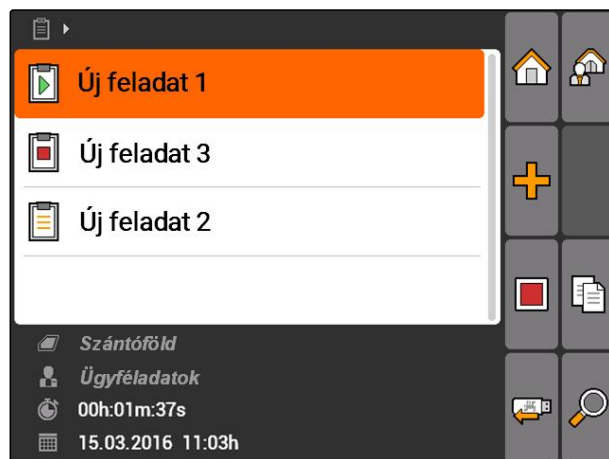 Új feladat 1
Új feladat 3
Új feladat 2
Szántóföld
Ügyféladatok
00h:01m:37s
15.03.2016 11:03h